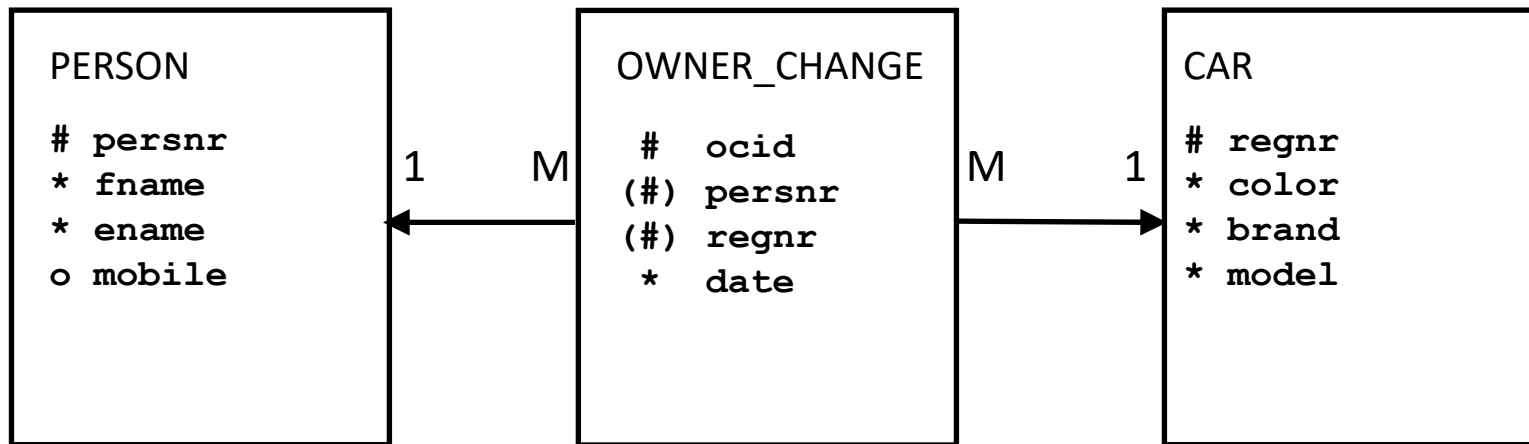 PERSON
# persnr
* fname
* ename
o mobile
1 M
OWNER_CHANGE
# ocid
(#) persnr
(#) regnr
* date
M 1
CAR
# regnr
* color
* brand
* model